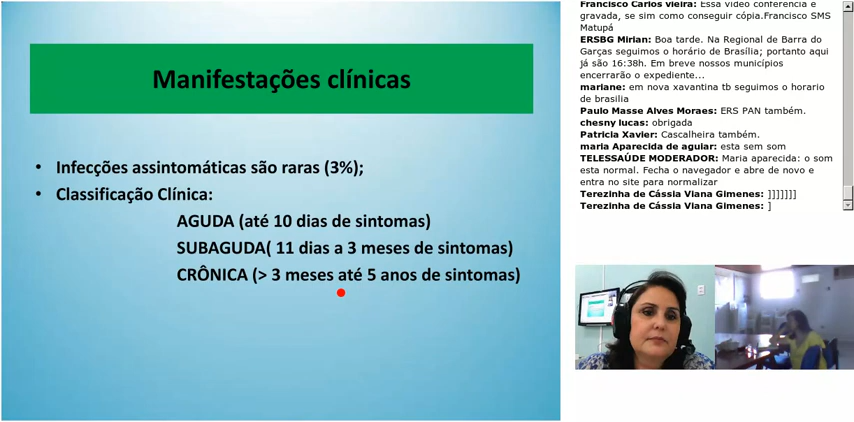 Manifestações clínicas
• Infecções assintomáticas são raras (3%);
• Classificação Clínica:
AGUDA (até 10 dias de sintomas)
SUBAGUDA( 11 dias a 3 meses de sintomas)
CRÔNICA (> 3 meses até 5 anos de sintomas)
Francisco Carlos vieira: Essa vídeo conferencia e
gravada, se sim como conseguir cópia.Francisco SMS
Matupá
ERSBG Mirian: Boa tarde. Na Regional de Barra do
Garças seguimos o horário de Brasília; portanto aqui
já são 16:38h. Em breve nossos municípios
encerrarão o expediente...
mariane: em nova xavantina tb seguimos o horario
de brasilia
Paulo Masse Alves Moraes: ERS PAN também.
chesny lucas: obrigada
Patricia Xavier: Cascalheira também.
maria Aparecida de aguiar: esta sem som
TELESSAÚDE MODERADOR: Maria aparecida: o som
esta normal. Fecha o navegador e abre de novo e
entra no site para normalizar
Terezinha de Cássia Viana Gimenes: ]]]]]]]
Terezinha de Cássia Viana Gimenes: ]